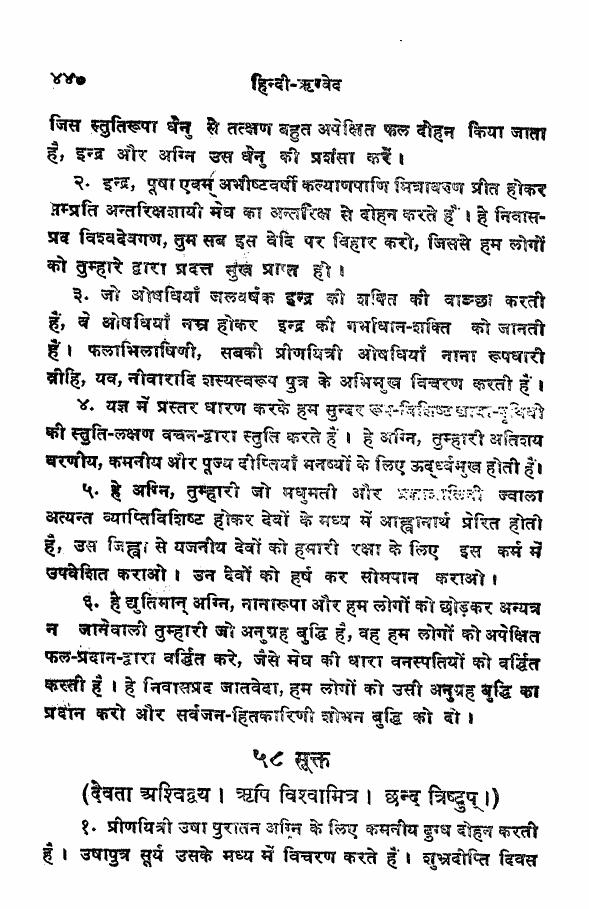 ४४०
हिन्दी-ऋग्वेद
जिस स्तुतिरूपा धेनु से तत्क्षण बहुत अपेक्षित फल दोहन किया जाता
है, इन्द्र और अग्नि उस धेनु की प्रशंसा करें।
२. इन्द्र, पूषा एवम् अभीष्टवर्षी कल्याणपाणि मित्रावरुण प्रीत होकर
सम्प्रति अन्तरिक्षशायी मेघ का अन्तरिक्ष से दोहन करते हैं। हे निवास-
प्रद विश्वदेवगण, तुम सब इस वेदि पर विहार करो, जिससे हम लोगों
को तुम्हारे द्वारा प्रदत्त सुख प्राप्त हो।
३. जो ओषधियाँ जलवर्षक इन्द्र की शक्ति की वाञ्छा करती
हैं, वे ओषधियाँ नम्र होकर इन्द्र की गर्भाधान-शक्ति को जानती
हैं। फलाभिलाषिणी, सबकी प्रीणयित्री ओषधियाँ नाना रूपधारी
व्रीहि, यव, नीवारादि शस्यस्वरूप पुत्र के अभिमुख विचरण करती हैं।
४. यज्ञ में प्रस्तर धारण करके हम सुन्दर रूप-विशिष्ट द्यावा-पृथिवी
की स्तुति-लक्षण वचन-द्वारा स्तुति करते हैं। हे अग्नि, तुम्हारी अतिशय
वरणीय, कमनीय और पूज्य दीप्तियाँ मनष्यों के लिए ऊद्र्ध्वमुख होती हैं।
५. हे अग्नि, तुम्हारी जो मधुमती और ज्वाला
अत्यन्त व्याप्तिविशिष्ट होकर देवों के मध्य में आह्वानार्थ प्रेरित होती
है, उस जिह्वा से यजनीय देवों को हमारी रक्षा के लिए इस कर्म में
उपवेशित कराओ। उन देवों को हर्ष कर सोमपान कराओ।
६. हे द्युतिमान् अग्नि, नानारूपा और हम लोगों को छोड़कर अन्यत्र
न जानेवाली तुम्हारी जो अनुग्रह बुद्धि है, वह हम लोगों को अपेक्षित
फल-प्रदान-द्वारा वर्द्धित करे, जैसे मेघ की धारा वनस्पतियों को वर्द्धित
करती है। हे निवासप्रद जातवेदा, हम लोगों को उसी अनुग्रह बुद्धि का
प्रदान करो और सर्वजन-हितकारिणी शोभन बुद्धि को दो।
५८ सूक्त
(देवता अश्विद्वय। ऋषि विश्वामित्र। छन्द त्रिष्टुप्।)
१. प्रीणयित्री उषा पुरातन अग्नि के लिए कमनीय दुग्ध दोहन करती
है। उषापुत्र सूर्य उसके मध्य में विचरण करते हैं। शुभ्रदीप्ति दिवस